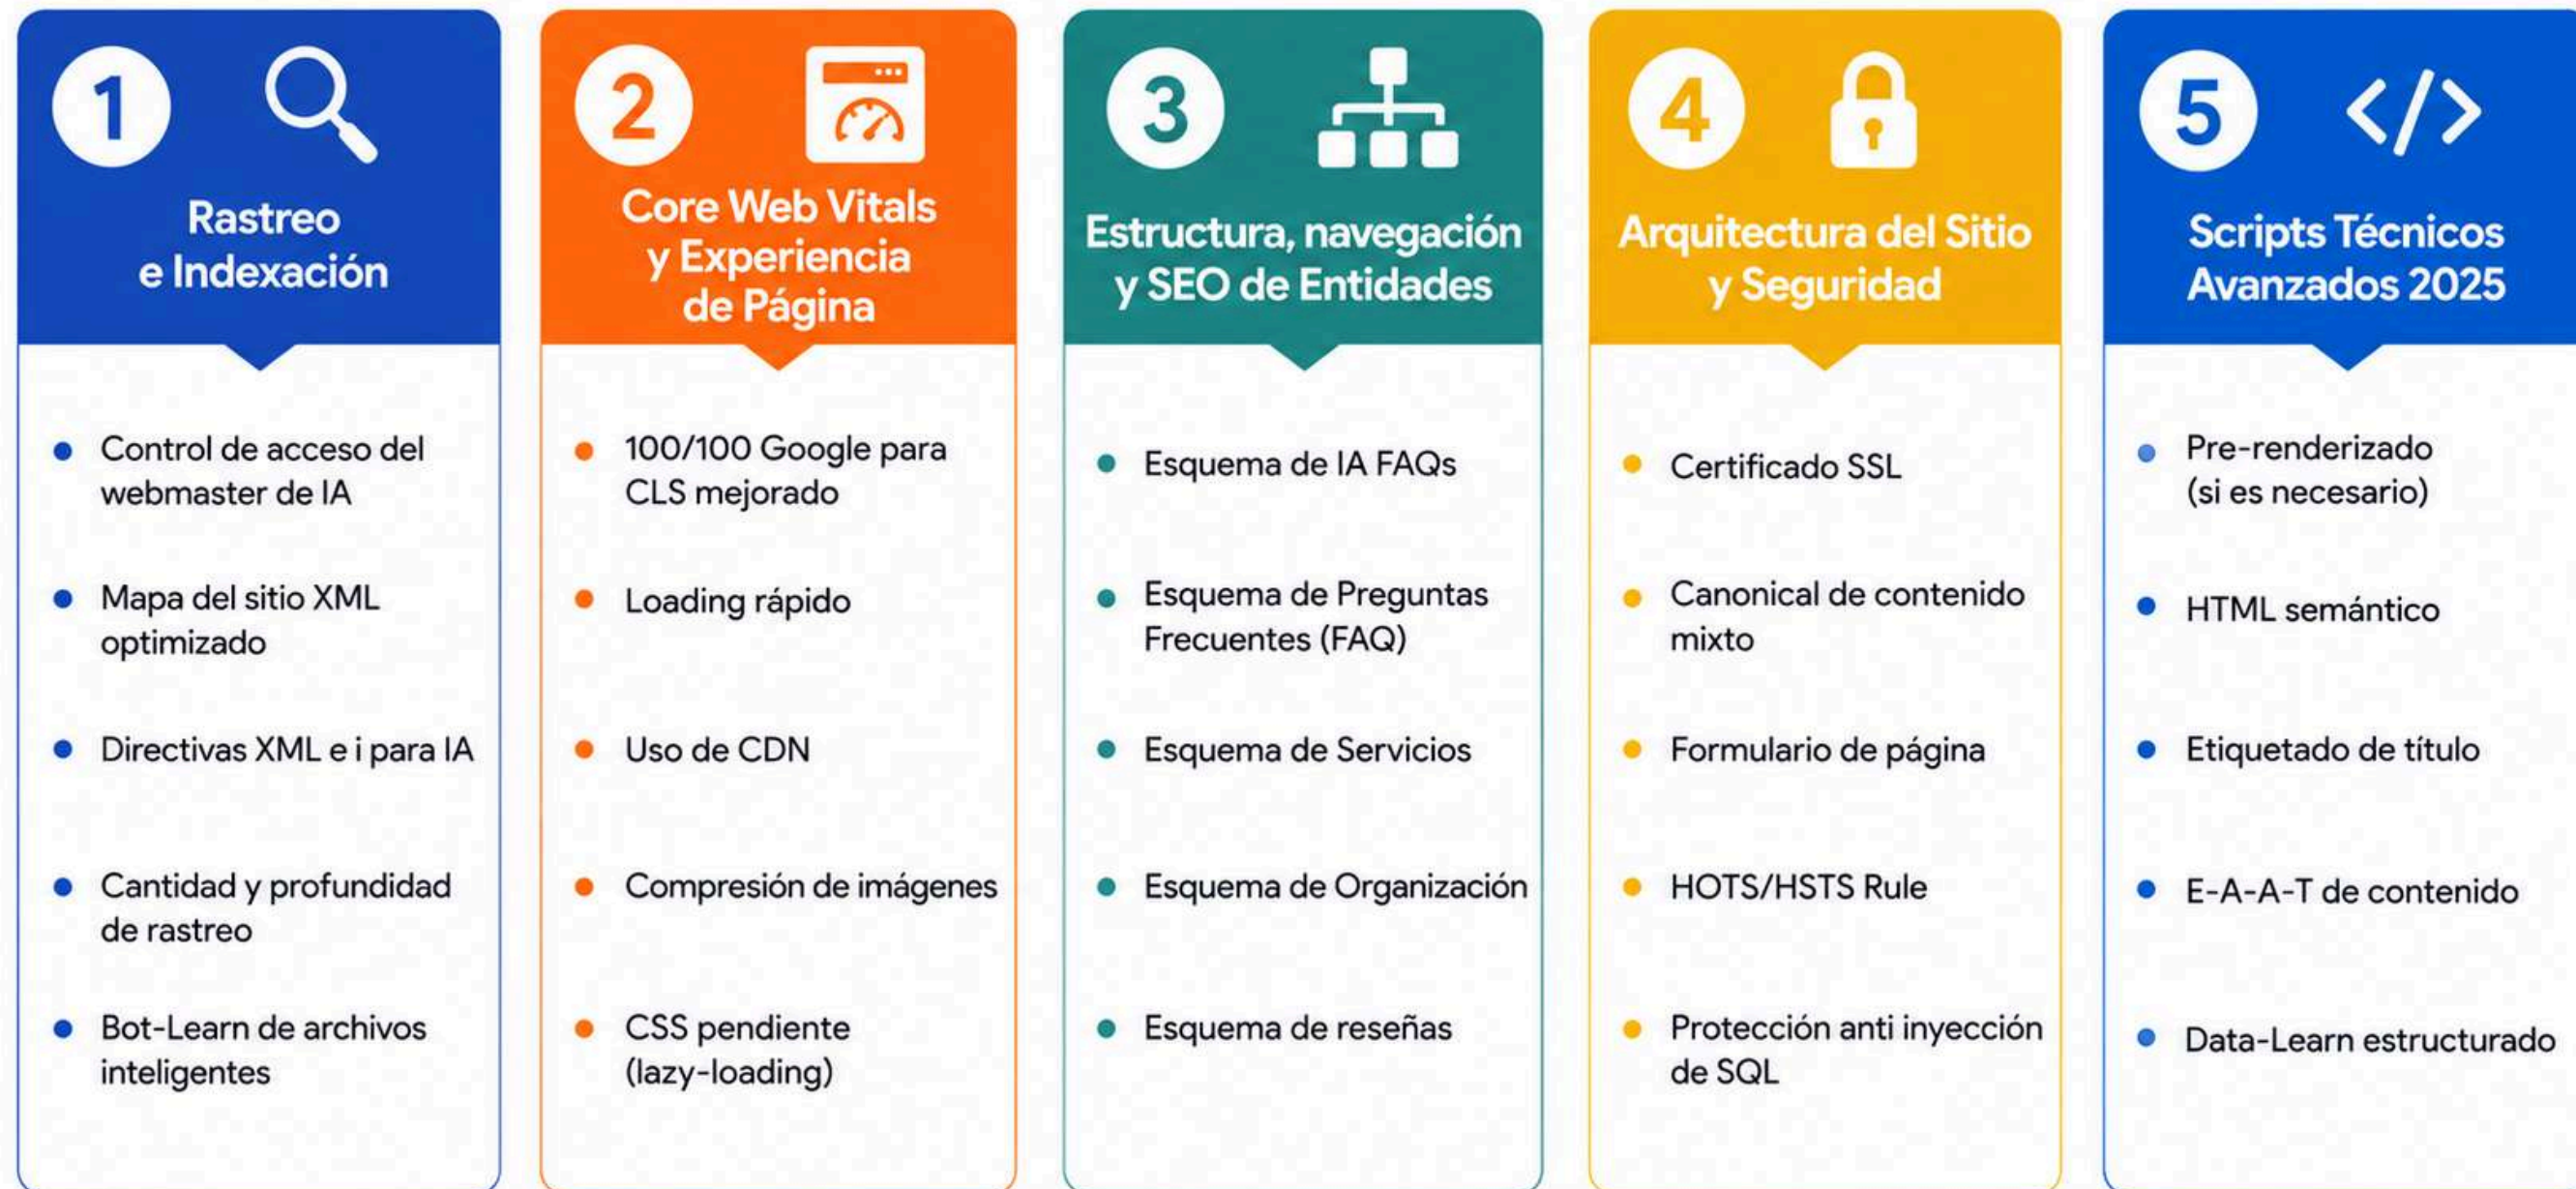 1
Rastreo
e Indexación
Control de acceso del
webmaster de IA
Mapa del sitio XML
optimizado
Directivas XML e i para IA
Cantidad y profundidad
de rastreo
Bot-Learn de archivos
inteligentes
2
Core Web Vitals
y Experiencia
de Página
100/100 Google para
CLS mejorado
Loading rápido
Uso de CDN
Compresión de imágenes
CSS pendiente
(lazy-loading)
3
Estructura, navegación
y SEO de Entidades
Esquema de IA FAQs
Esquema de Preguntas
Frecuentes (FAQ)
Esquema de Servicios
Esquema de Organización
Esquema de reseñas
4
Arquitectura del Sitio
y Seguridad
Certificado SSL
Canonical de contenido
mixto
Formulario de página
HOTS/HSTS Rule
Protección anti inyección
de SQL
5
</>
Scripts Técnicos
Avanzados 2025
Pre-renderizado
(si es necesario)
HTML semántico
Etiquetado de título
E-A-A-T de contenido
Data-Learn estructurado